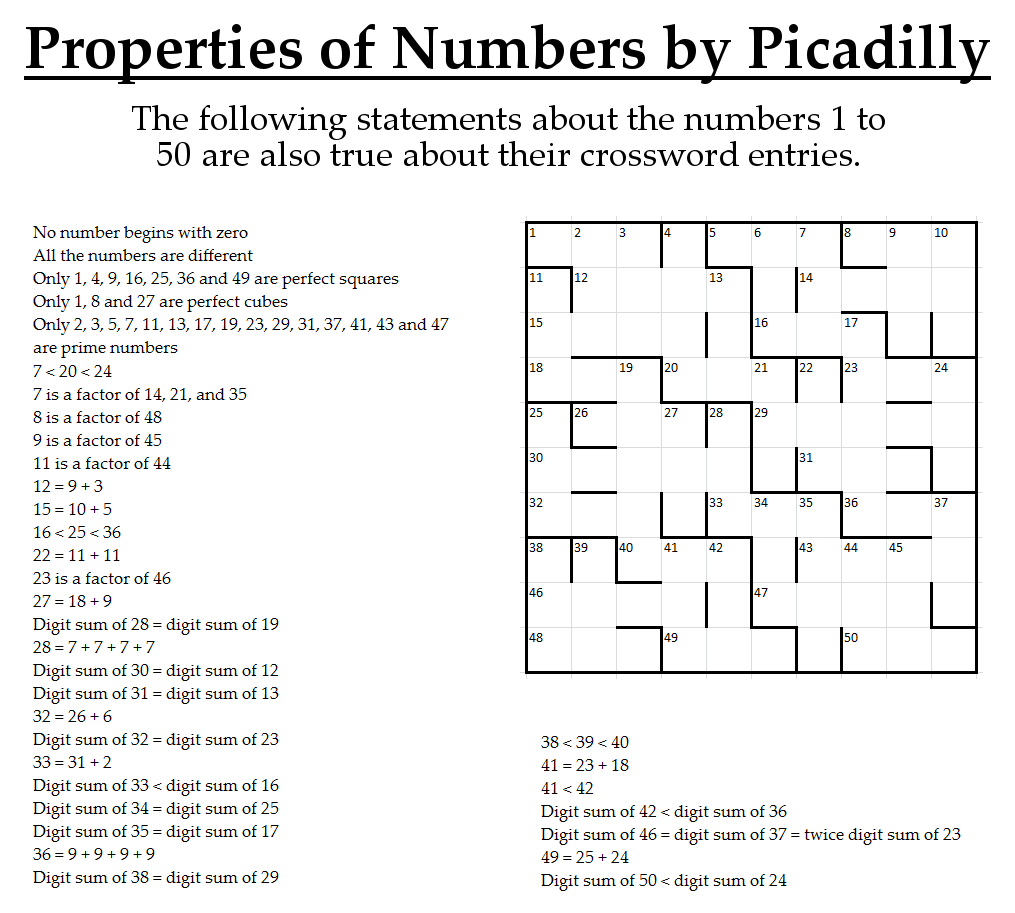 Properties of Numbers by Picadilly
The following statements about the numbers 1 to
50 are also true about their crossword entries.
No number begins with zero
All the numbers are different
Only 1, 4, 9, 16, 25, 36 and 49 are perfect squares
Only 1, 8 and 27 are perfect cubes
Only 2, 3, 5, 7, 11, 13, 17, 19, 23, 29, 31, 37, 41, 43 and 47
are prime numbers
7 < 20 < 24
7 is a factor of 14, 21, and 35
8 is a factor of 48
9 is a factor of 45
11 is a factor of 44
12 = 9 + 3
15 = 10 + 5
16 < 25 < 36
22 = 11 + 11
23 is a factor of 46
27 = 18 + 9
Digit sum of 28 = digit sum of 19
28 = 7 + 7 + 7 + 7
Digit sum of 30 = digit sum of 12
Digit sum of 31 = digit sum of 13
32 = 26 + 6
Digit sum of 32 = digit sum of 23
33 = 31 + 2
Digit sum of 33 < digit sum of 16
Digit sum of 34 = digit sum of 25
Digit sum of 35 = digit sum of 17
36 = 9 + 9 + 9 + 9
Digit sum of 38 = digit sum of 29
1 2 3 4 5 6 7 8 9 10
11 12 13 14
15 16 17
18 19 20 21 22 23 24
25 26 27 28 29
30 31
32 33 34 35 36 37
38 39 40 41 42 43 44 45
46 47
48 49 50
38 < 39 < 40
41 = 23 + 18
41 < 42
Digit sum of 42 < digit sum of 36
Digit sum of 46 = digit sum of 37 = twice digit sum of 23
49 = 25 + 24
Digit sum of 50 < digit sum of 24